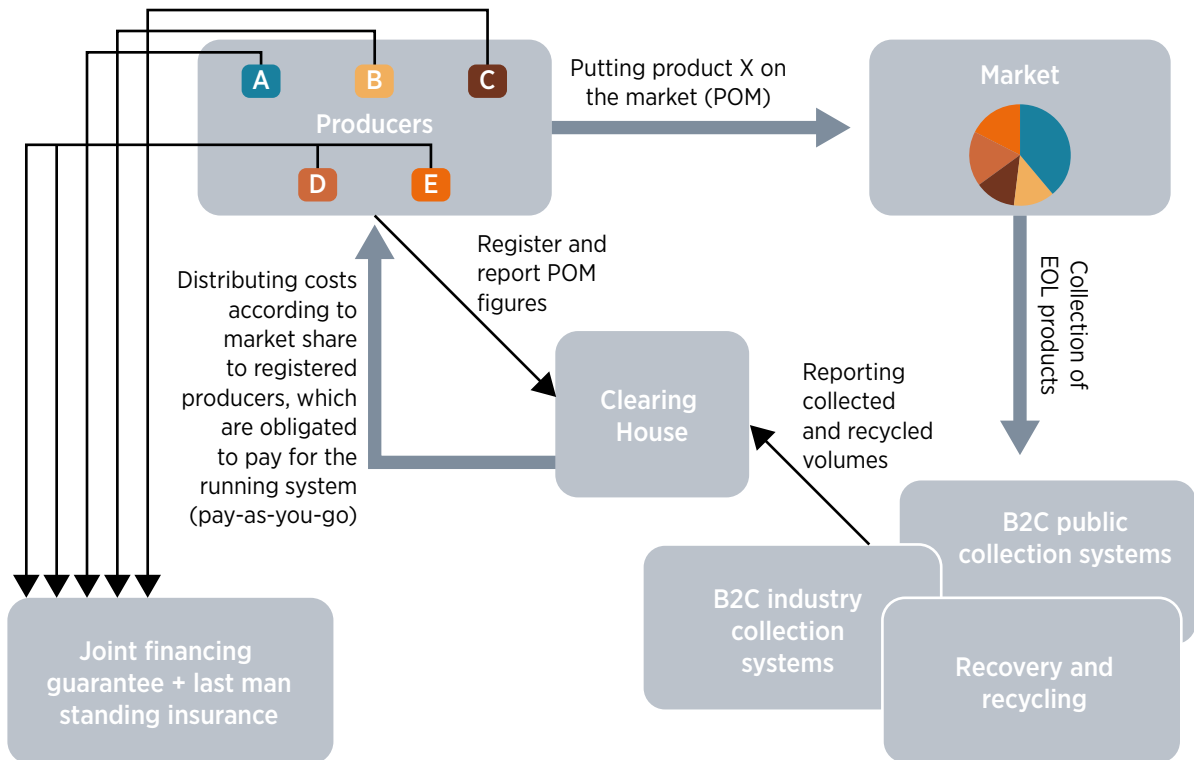 A
B
C
Producers
D
E
Putting product X on
the market (POM)
Market
Collection of
EOL products
Register and
report POM
figures
Distributing costs
according to
market share
to registered
producers, which
are obligated
to pay for the
running system
(pay-as-you-go)
Clearing
House
Reporting
collected
and recycled
volumes
B2C public
collection systems
B2C industry
collection
systems
Recovery and
recycling
Joint financing
guarantee + last man
standing insurance